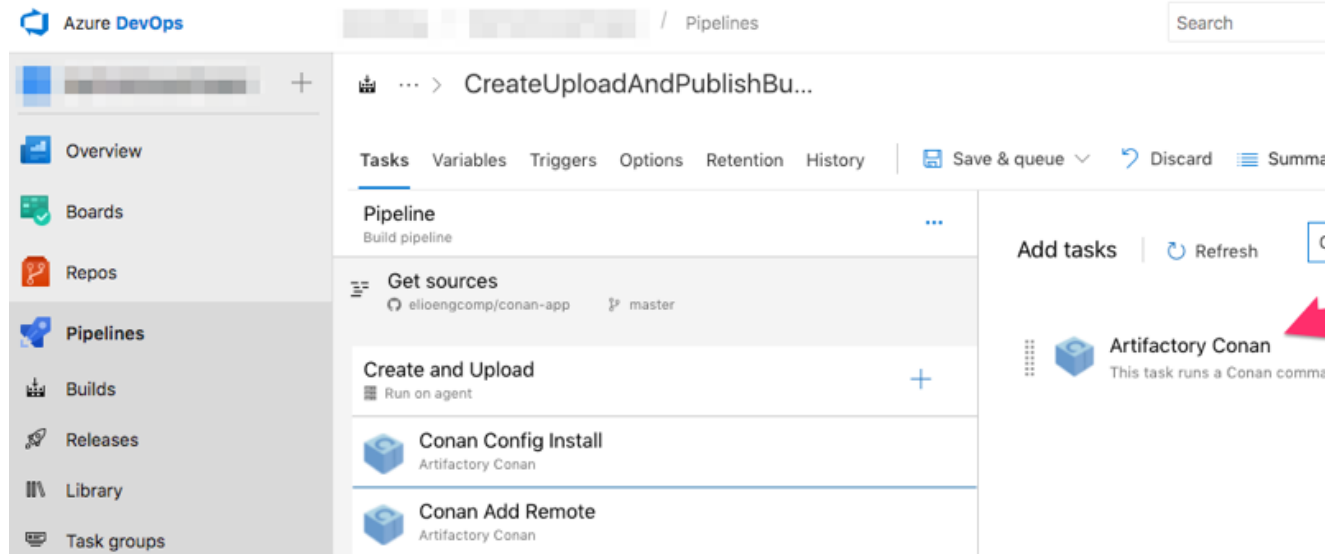 Azure DevOps
/ Pipelines
Search
CreateUploadAndPublishBu...
Overview
Tasks Variables Triggers Options Retention History Save & queue Discard Summa
Boards
Pipeline
Build pipeline
Add tasks Refresh
Repos
Get sources
elioengcomp/conan-app master
Pipelines
Artifactory Conan
This task runs a Conan comma
Create and Upload
Run on agent
Builds
Releases
Conan Config Install
Artifactory Conan
Library
Conan Add Remote
Artifactory Conan
Task groups